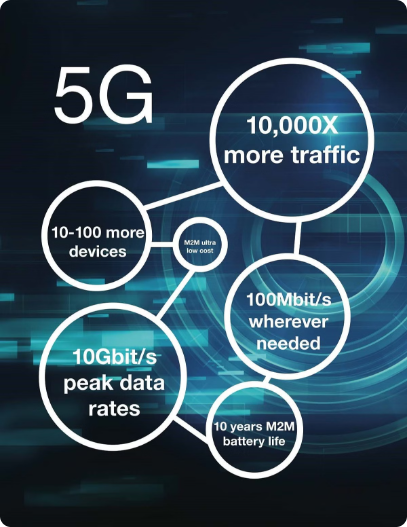 5G
10,000X
more traffic
10-100 more
devices
M2M ultra
low cost
100Mbit/s
wherever
needed
10Gbit/s
peak data
rates
10 years M2M
battery life